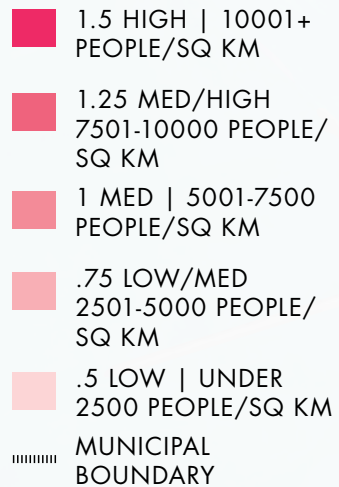 1.5 HIGH | 10001+
PEOPLE/SQ KM
1.25 MED/HIGH
7501-10000 PEOPLE/
SQ KM
1 MED | 5001-7500
PEOPLE/SQ KM
.75 LOW/MED
2501-5000 PEOPLE/
SQ KM
.5 LOW | UNDER
2500 PEOPLE/SQ KM
MUNICIPAL
BOUNDARY